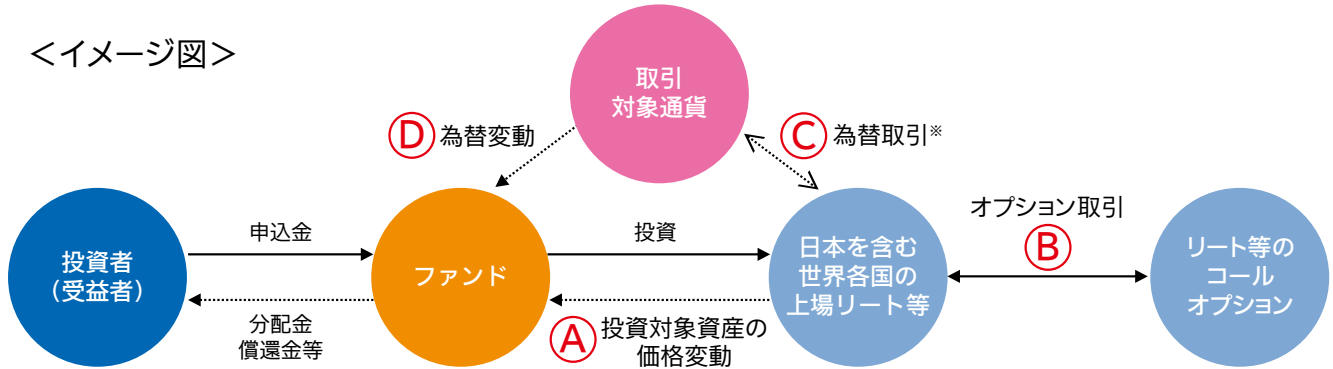 <イメージ図>
取引
対象通貨
D 為替変動
C 為替取引※
投資者
(受益者)
申込金
分配金
償還金等
ファンド
投資
A 投資対象資産の
価格変動
日本を含む
世界各国の
上場リート等
オプション取引
B
リート等の
コール
オプション